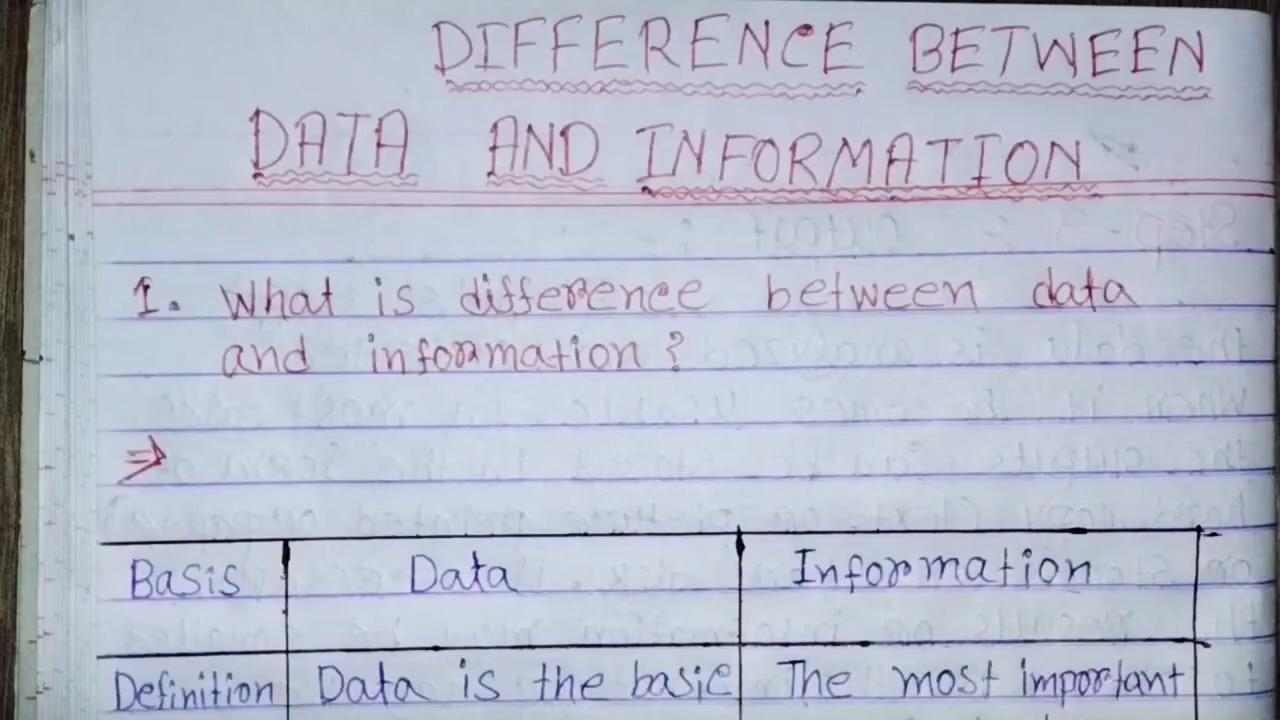 DIFFERENCE BETWEEN
DATA AND INFORMATION
1. What is difference between data
and information?
⇒
Basis Data Information
Definition Data is the basic The most important